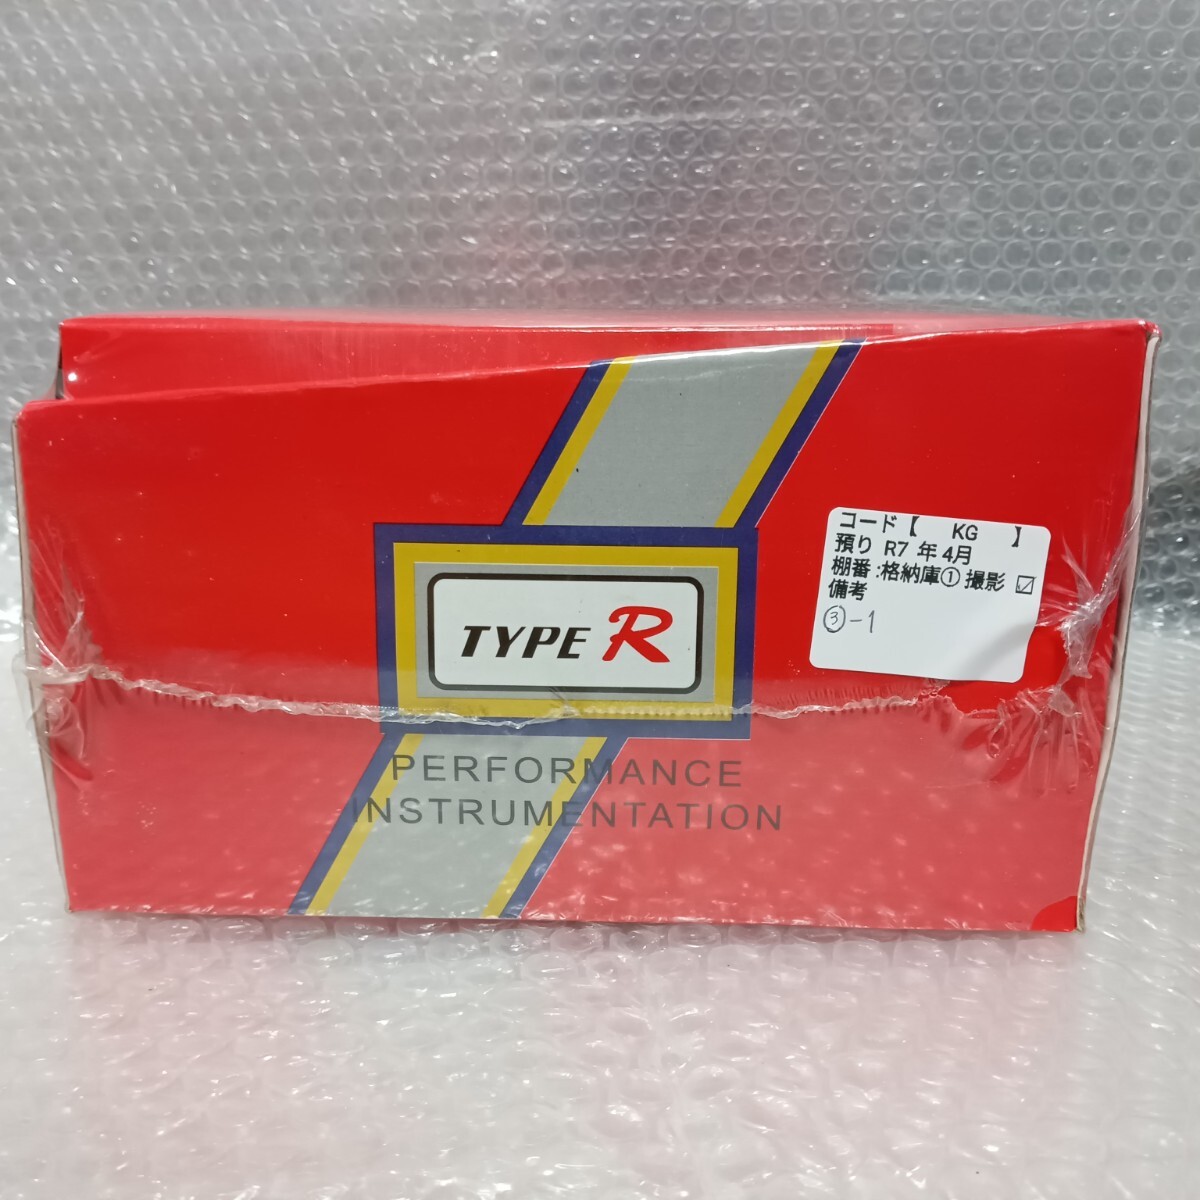 コード【 KG 】
預り R7 年 4月
棚番:格納庫① 撮影 ☑
備考
③-1
TYPE R
PERFORMANCE
INSTRUMENTATION